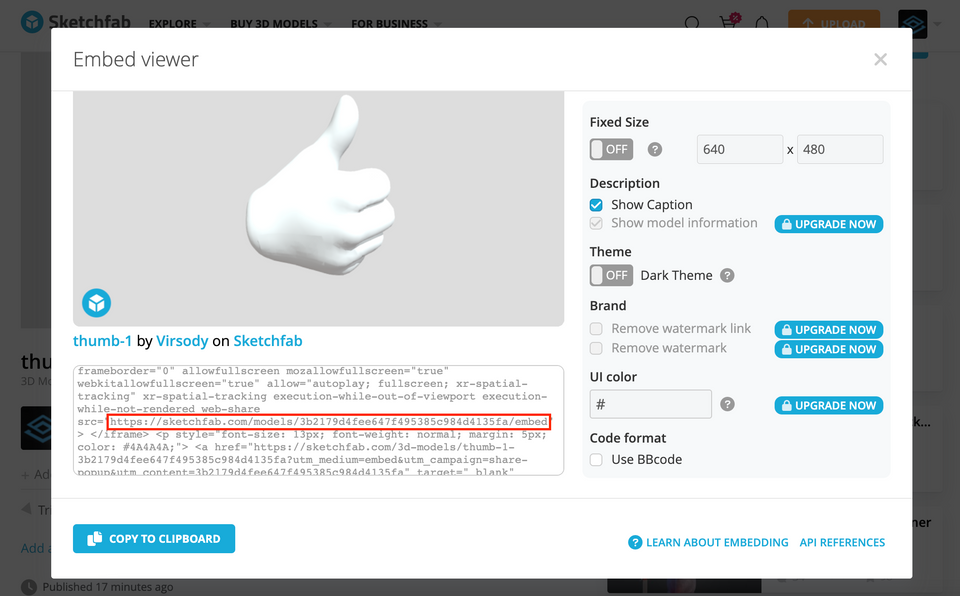 Sketchfab EXPLORE BUY 3D MODELS FOR BUSINESS UPLOAD
Embed viewer
thumb-1 by Virsody on Sketchfab
frameborder="0" allowfullscreen mozallowfullscreen="true"
webkitallowfullscreen="true" allow="autoplay; fullscreen; xr-spatial-
tracking" xr-spatial-tracking execution-while-out-of-viewport execution-
while-not-rendered web-share
src="https://sketchfab.com/models/3b2179d4fee647f495385c984d4135fa/embed"
> </iframe> <p style="font-size: 13px; font-weight: normal; margin: 5px;
color: #4A4A4A;"> <a href="https://sketchfab.com/3d-models/thumb-1-
3b2179d4fee647f495385c984d4135fa?utm_medium=embed&utm_campaign=share-
popup&utm_content=3b2179d4fee647f495385c984d4135fa" target="_blank"
Fixed Size
OFF ? 640 x 480
Description
Show Caption
Show model information UPGRADE NOW
Theme
OFF Dark Theme ?
Brand
Remove watermark link UPGRADE NOW
Remove watermark UPGRADE NOW
UI color
# ? UPGRADE NOW
Code format
Use BBcode
COPY TO CLIPBOARD
? LEARN ABOUT EMBEDDING API REFERENCES
thu
3D Mo
+ Add
Tri
Add a
Published 17 minutes ago
k...
ner